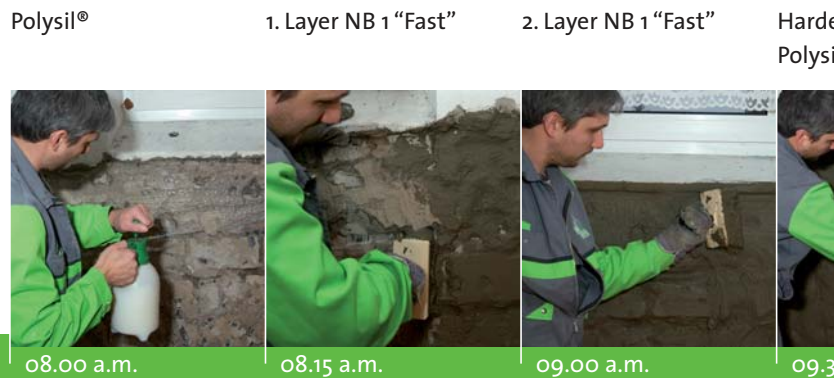 Polysil®
1. Layer NB 1 “Fast”
2. Layer NB 1 “Fast”
08.00 a.m.
08.15 a.m.
09.00 a.m.